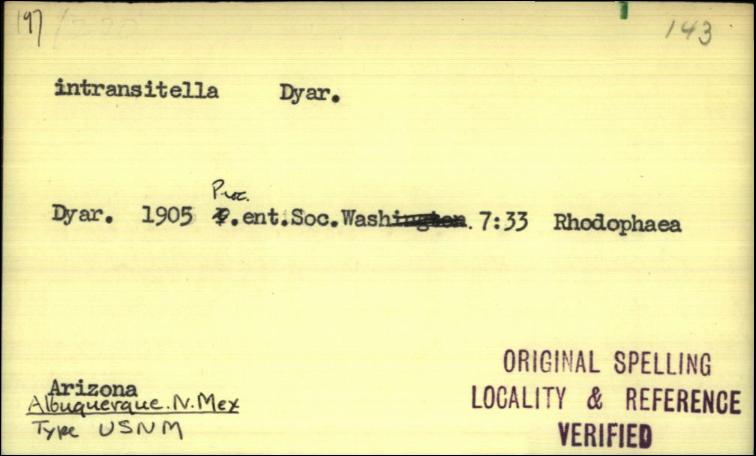 197 143
intransitella Dyar.
Proc.
Dyar. 1905 P.ent.Soc.Washington. 7:33 Rhodophaea
ORIGINAL SPELLING
LOCALITY & REFERENCE
VERIFIED
Arizona
Albuquerque. N. Mex
Type USNM